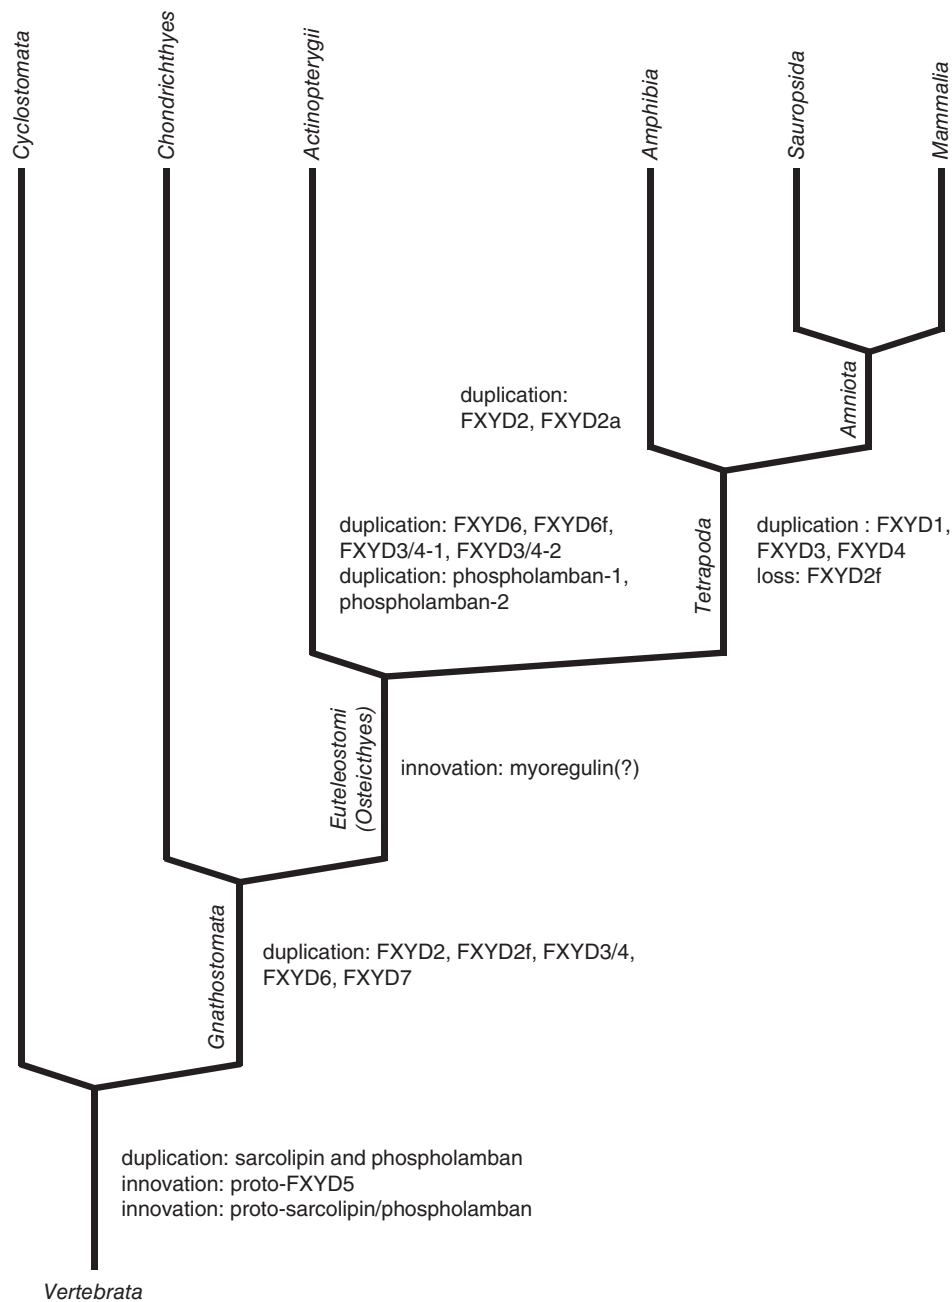 Cyclostomata
Chondrichthyes
Actinopterygii
Amphibia
Sauropsida
Mammalia
Amniota
duplication:
FXYD2, FXYD2a
duplication: FXYD6, FXYD6f,
FXYD3/4-1, FXYD3/4-2
duplication: phospholamban-1,
phospholamban-2
Tetrapoda
duplication : FXYD1,
FXYD3, FXYD4
loss: FXYD2f
Euteleostomi
(Osteicthyes)
innovation: myoregulin(?)
Gnathostomata
duplication: FXYD2, FXYD2f, FXYD3/4,
FXYD6, FXYD7
duplication: sarcolipin and phospholamban
innovation: proto-FXYD5
innovation: proto-sarcolipin/phospholamban
Vertebrata